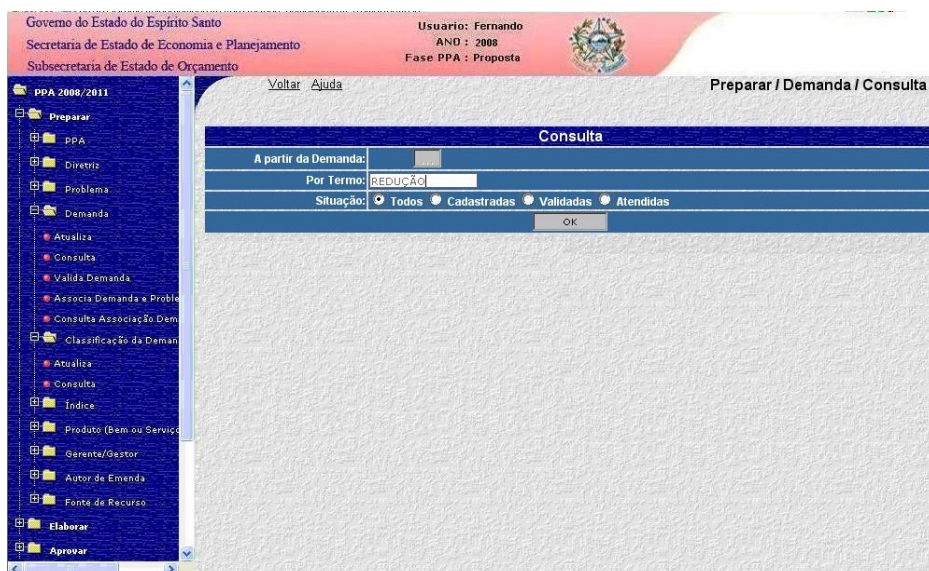 Governo do Estado do Espírito Santo
Secretaria de Estado de Economia e Planejamento
Subsecretaria de Estado de Orçamento
Usuario: Fernando
ANO : 2008
Fase PPA : Proposta
Voltar Ajuda
Preparar / Demanda / Consulta
PPA 2008/2011
Preparar
PPA
Diretriz
Problema
Demanda
Atualiza
Consulta
Valida Demanda
Associa Demanda e Proble
Consulta Associação Dem
Classificação da Deman
Atualiza
Consulta
Índice
Produto (Bem ou Serviço
Gerente/Gestor
Autor de Emenda
Fonte de Recurso
Elaborar
Aprovar
Consulta
A partir da Demanda: ...
Por Termo: REDUÇÃO
Situação: Todos Cadastradas Validadas Atendidas
OK